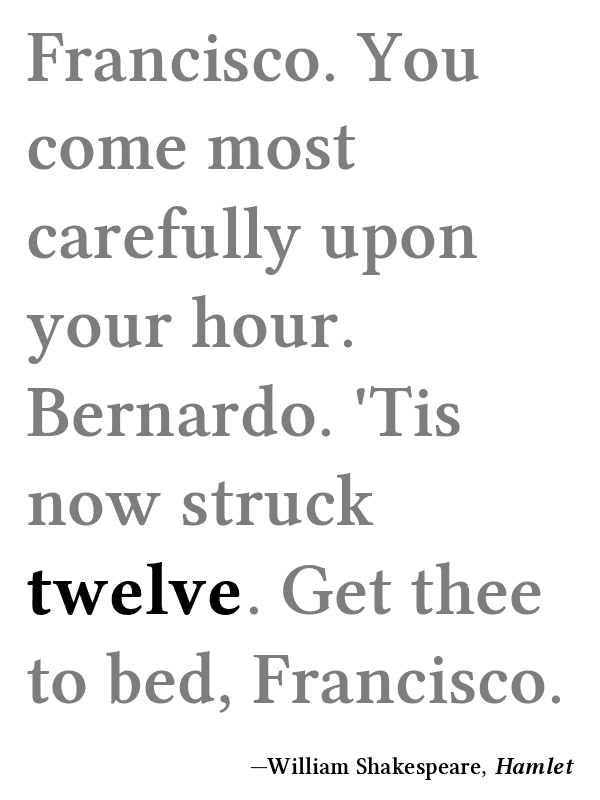 Francisco. You
come most
carefully upon
your hour.
Bernardo. 'Tis
now struck
twelve. Get thee
to bed, Francisco.
—William Shakespeare, Hamlet